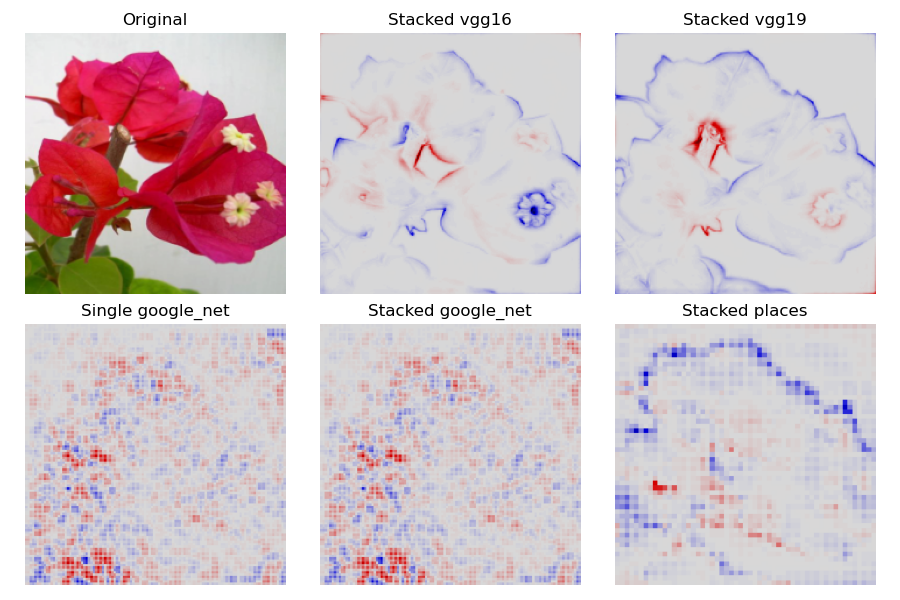 Original
Stacked vgg16
Stacked vgg19
Single google_net
Stacked google_net
Stacked places